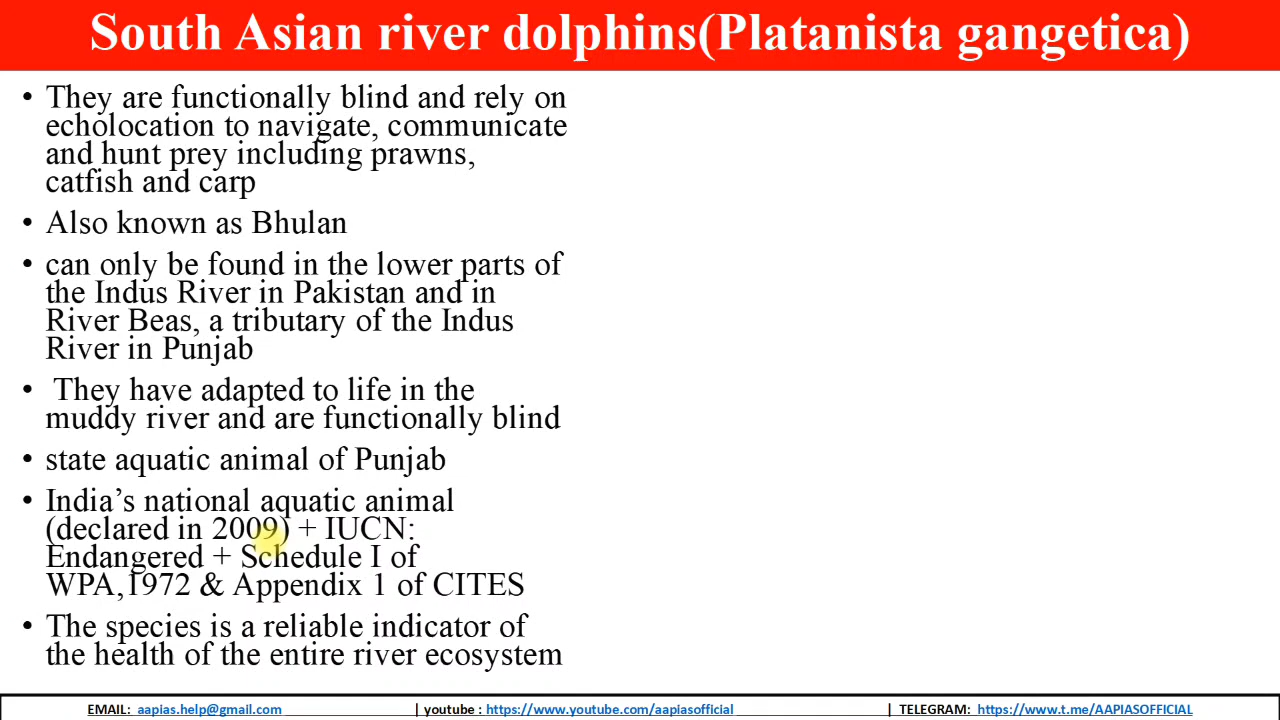 South Asian river dolphins(Platanista gangetica)
• They are functionally blind and rely on
echolocation to navigate, communicate
and hunt prey including prawns,
catfish and carp
• Also known as Bhulan
• can only be found in the lower parts of
the Indus River in Pakistan and in
River Beas, a tributary of the Indus
River in Punjab
• They have adapted to life in the
muddy river and are functionally blind
• state aquatic animal of Punjab
• India’s national aquatic animal
(declared in 2009) + IUCN:
Endangered + Schedule I of
WPA,1972 & Appendix 1 of CITES
• The species is a reliable indicator of
the health of the entire river ecosystem
EMAIL: aapias.help@gmail.com | youtube : https://www.youtube.com/aapiasofficial | TELEGRAM: https://www.t.me/AAPIASOFFICIAL